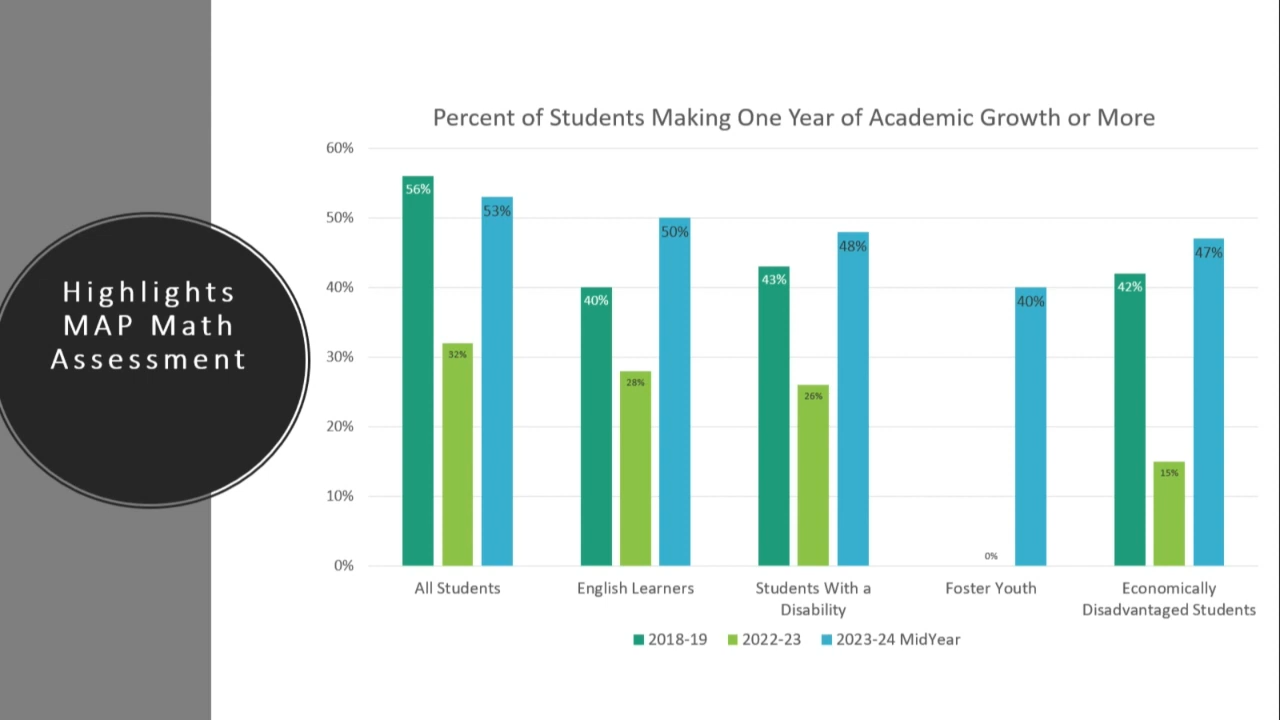 Highlights
MAP Math
Assessment
Percent of Students Making One Year of Academic Growth or More
60%
50%
40%
30%
20%
10%
0%
56%
32%
53%
40%
28%
50%
43%
26%
48%
0%
40%
42%
15%
47%
All Students
English Learners
Students With a
Disability
Foster Youth
Economically
Disadvantaged Students
2018-19 2022-23 2023-24 MidYear